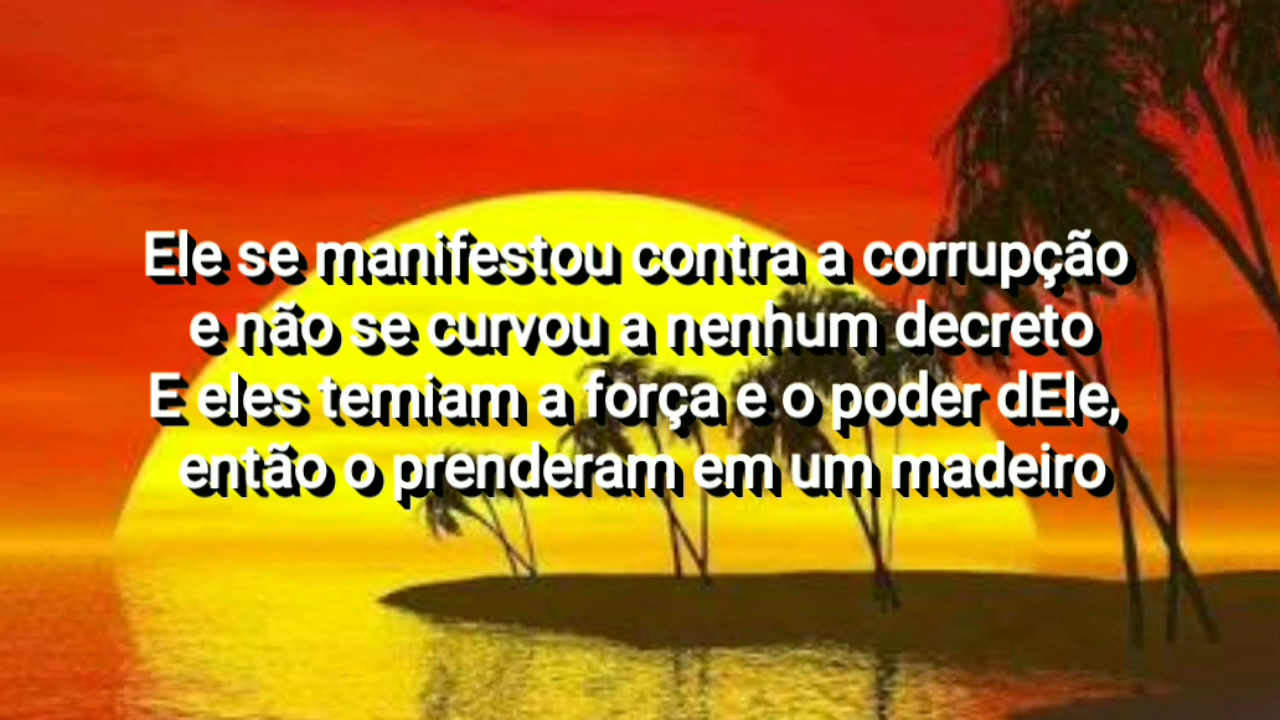 Ele se manifestou contra a corrupção
e não se curvou a nenhum decreto
E eles temiam a força e o poder dEle,
então o prenderam em um madeiro